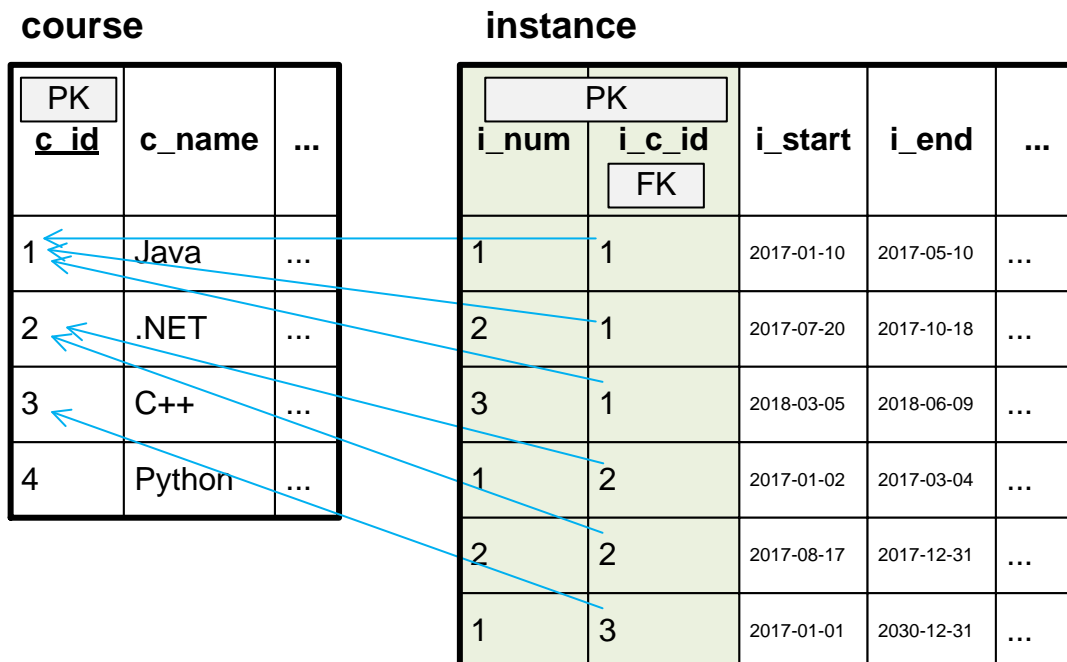 course
PK
c_id c_name ...
1 Java ...
2 .NET ...
3 C++ ...
4 Python ...
instance
PK
i_num i_c_id i_start i_end ...
FK
1 1 2017-01-10 2017-05-10 ...
2 1 2017-07-20 2017-10-18 ...
3 1 2018-03-05 2018-06-09 ...
1 2 2017-01-02 2017-03-04 ...
2 2 2017-08-17 2017-12-31 ...
1 3 2017-01-01 2030-12-31 ...